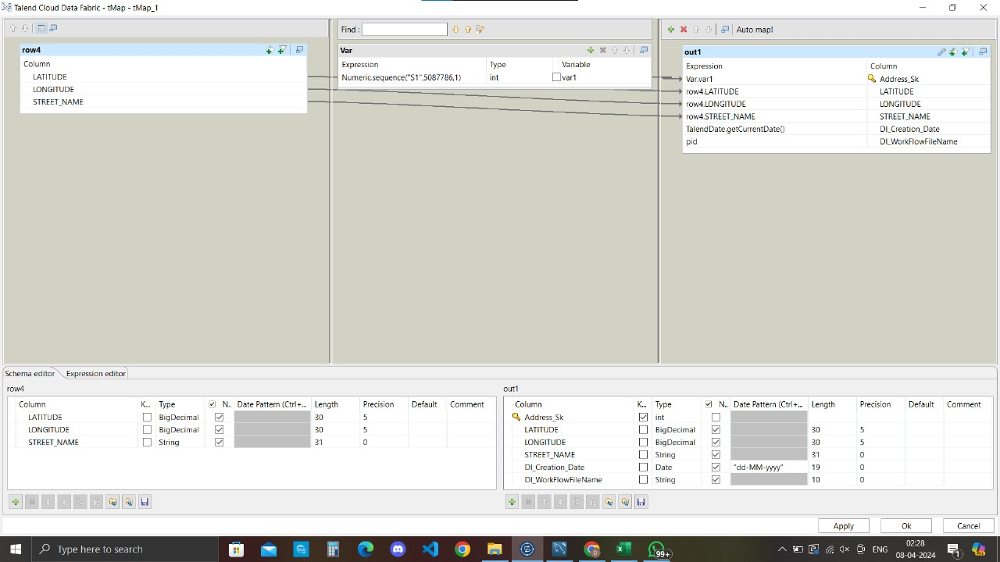 Talend Cloud Data Fabric - tMap - tMap_1
Find :
Auto map!
row4
Column
LATITUDE
LONGITUDE
STREET_NAME
Var
Expression Type Variable
Numeric.sequence("S1",5087786,1) int var1
out1
Expression Column
Var.var1 Address_Sk
row4.LATITUDE LATITUDE
row4.LONGITUDE LONGITUDE
row4.STREET_NAME STREET_NAME
TalendDate.getCurrentDate() DI_Creation_Date
pid DI_WorkFlowFileName
Schema editor Expression editor
row4
Column K... Type N.. Date Pattern (Ctrl+... Length Precision Default Comment
LATITUDE BigDecimal 30 5
LONGITUDE BigDecimal 30 5
STREET_NAME String 31 0
out1
Column K... Type N.. Date Pattern (Ctrl+... Length Precision Default Comment
Address_Sk int
LATITUDE BigDecimal 30 5
LONGITUDE BigDecimal 30 5
STREET_NAME String 31 0
DI_Creation_Date Date "dd-MM-yyyy" 19 0
DI_WorkFlowFileName String 10 0
Apply Ok Cancel
Type here to search
99+
ENG
02:28
08-04-2024
1